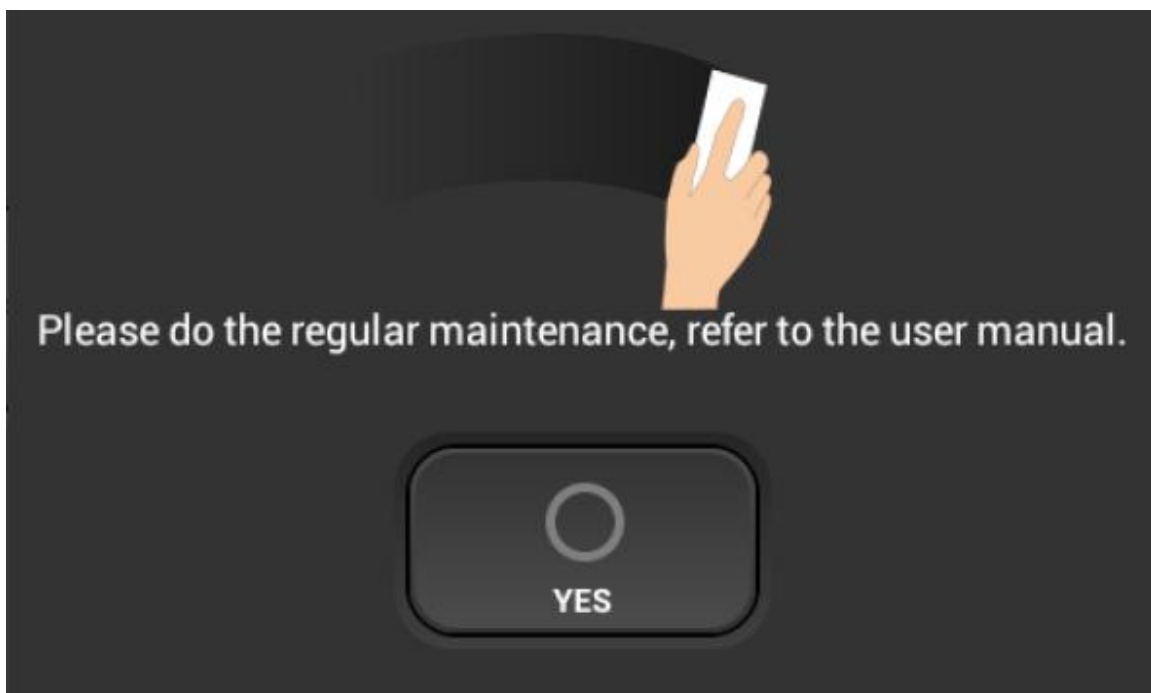 Please do the regular maintenance, refer to the user manual.
YES